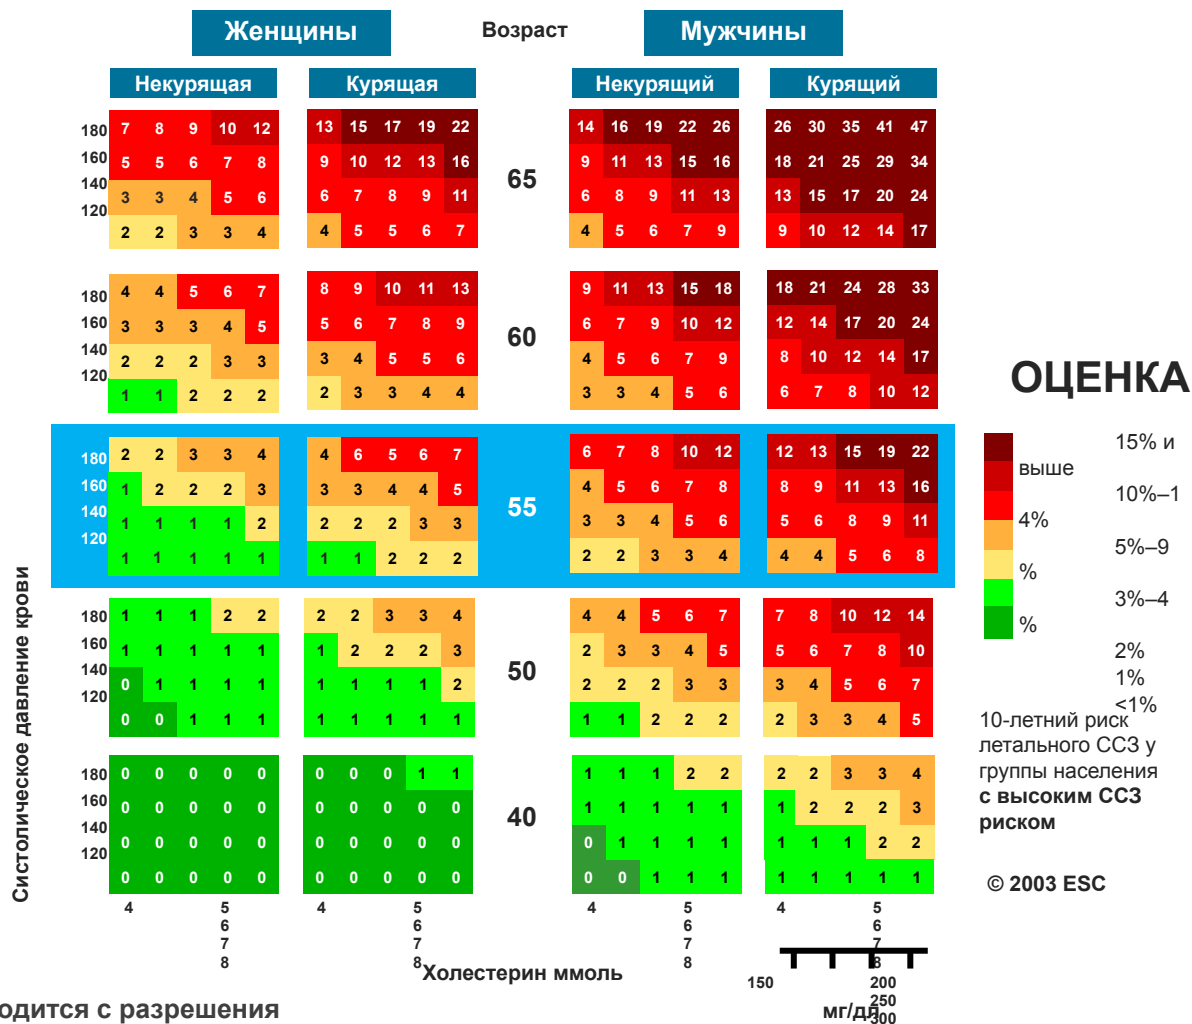 Женщины Возраст Мужчины
Некурящая Курящая Некурящий Курящий
180 7 8 9 10 12 13 15 17 19 22 14 16 19 22 26 26 30 35 41 47
160 5 5 6 7 8 9 10 12 13 16 9 11 13 15 16 18 21 25 29 34
65
140 3 3 4 5 6 6 7 8 9 11 6 8 9 11 13 13 15 17 20 24
120 2 2 3 3 4 4 5 5 6 7 4 5 6 7 9 9 10 12 14 17
180 4 4 5 6 7 8 9 10 11 13 9 11 13 15 18 18 21 24 28 33
160 3 3 3 4 5 5 6 7 8 9 6 7 9 10 12 12 14 17 20 24
60
140 2 2 2 3 3 3 4 5 5 6 4 5 6 7 9 8 10 12 14 17
120 1 1 2 2 2 2 3 3 4 4 3 3 4 5 6 6 7 8 10 12
180 2 2 3 3 4 4 6 5 6 7 6 7 8 10 12 12 13 15 19 22
160 1 2 2 2 3 3 3 4 4 5 4 5 6 7 8 8 9 11 13 16
55
140 1 1 1 1 2 2 2 2 3 3 3 3 4 5 6 5 6 8 9 11
120 1 1 1 1 1 1 1 2 2 2 2 2 3 3 4 4 4 5 6 8
180 1 1 1 2 2 2 2 3 3 4 4 4 5 6 7 7 8 10 12 14
160 1 1 1 1 1 1 2 2 2 3 2 3 3 4 5 5 6 7 8 10
50
140 0 1 1 1 1 1 1 1 1 2 2 2 2 3 3 3 4 5 6 7
120 0 0 1 1 1 1 1 1 1 1 1 1 2 2 2 2 3 3 4 5
180 0 0 0 0 0 0 0 0 1 1 1 1 1 2 2 2 2 3 3 4
160 0 0 0 0 0 0 0 0 0 0 1 1 1 1 1 1 2 2 2 3
40
140 0 0 0 0 0 0 0 0 0 0 0 1 1 1 1 1 1 1 2 2
120 0 0 0 0 0 0 0 0 0 0 0 0 1 1 1 1 1 1 1 1
4 5 4 5 4 5 4 5
6 6 6 6
7 7 7 7
8 8 8 8
Систолическое давление крови
Холестерин ммоль
150 200
250
300
мг/дл
одится с разрешения
ОЦЕНКА
15% и
выше
10%–1
4%
5%–9
%
3%–4
%
2%
1%
<1%
10-летний риск
летального ССЗ у
группы населения
с высоким ССЗ
риском
© 2003 ESC